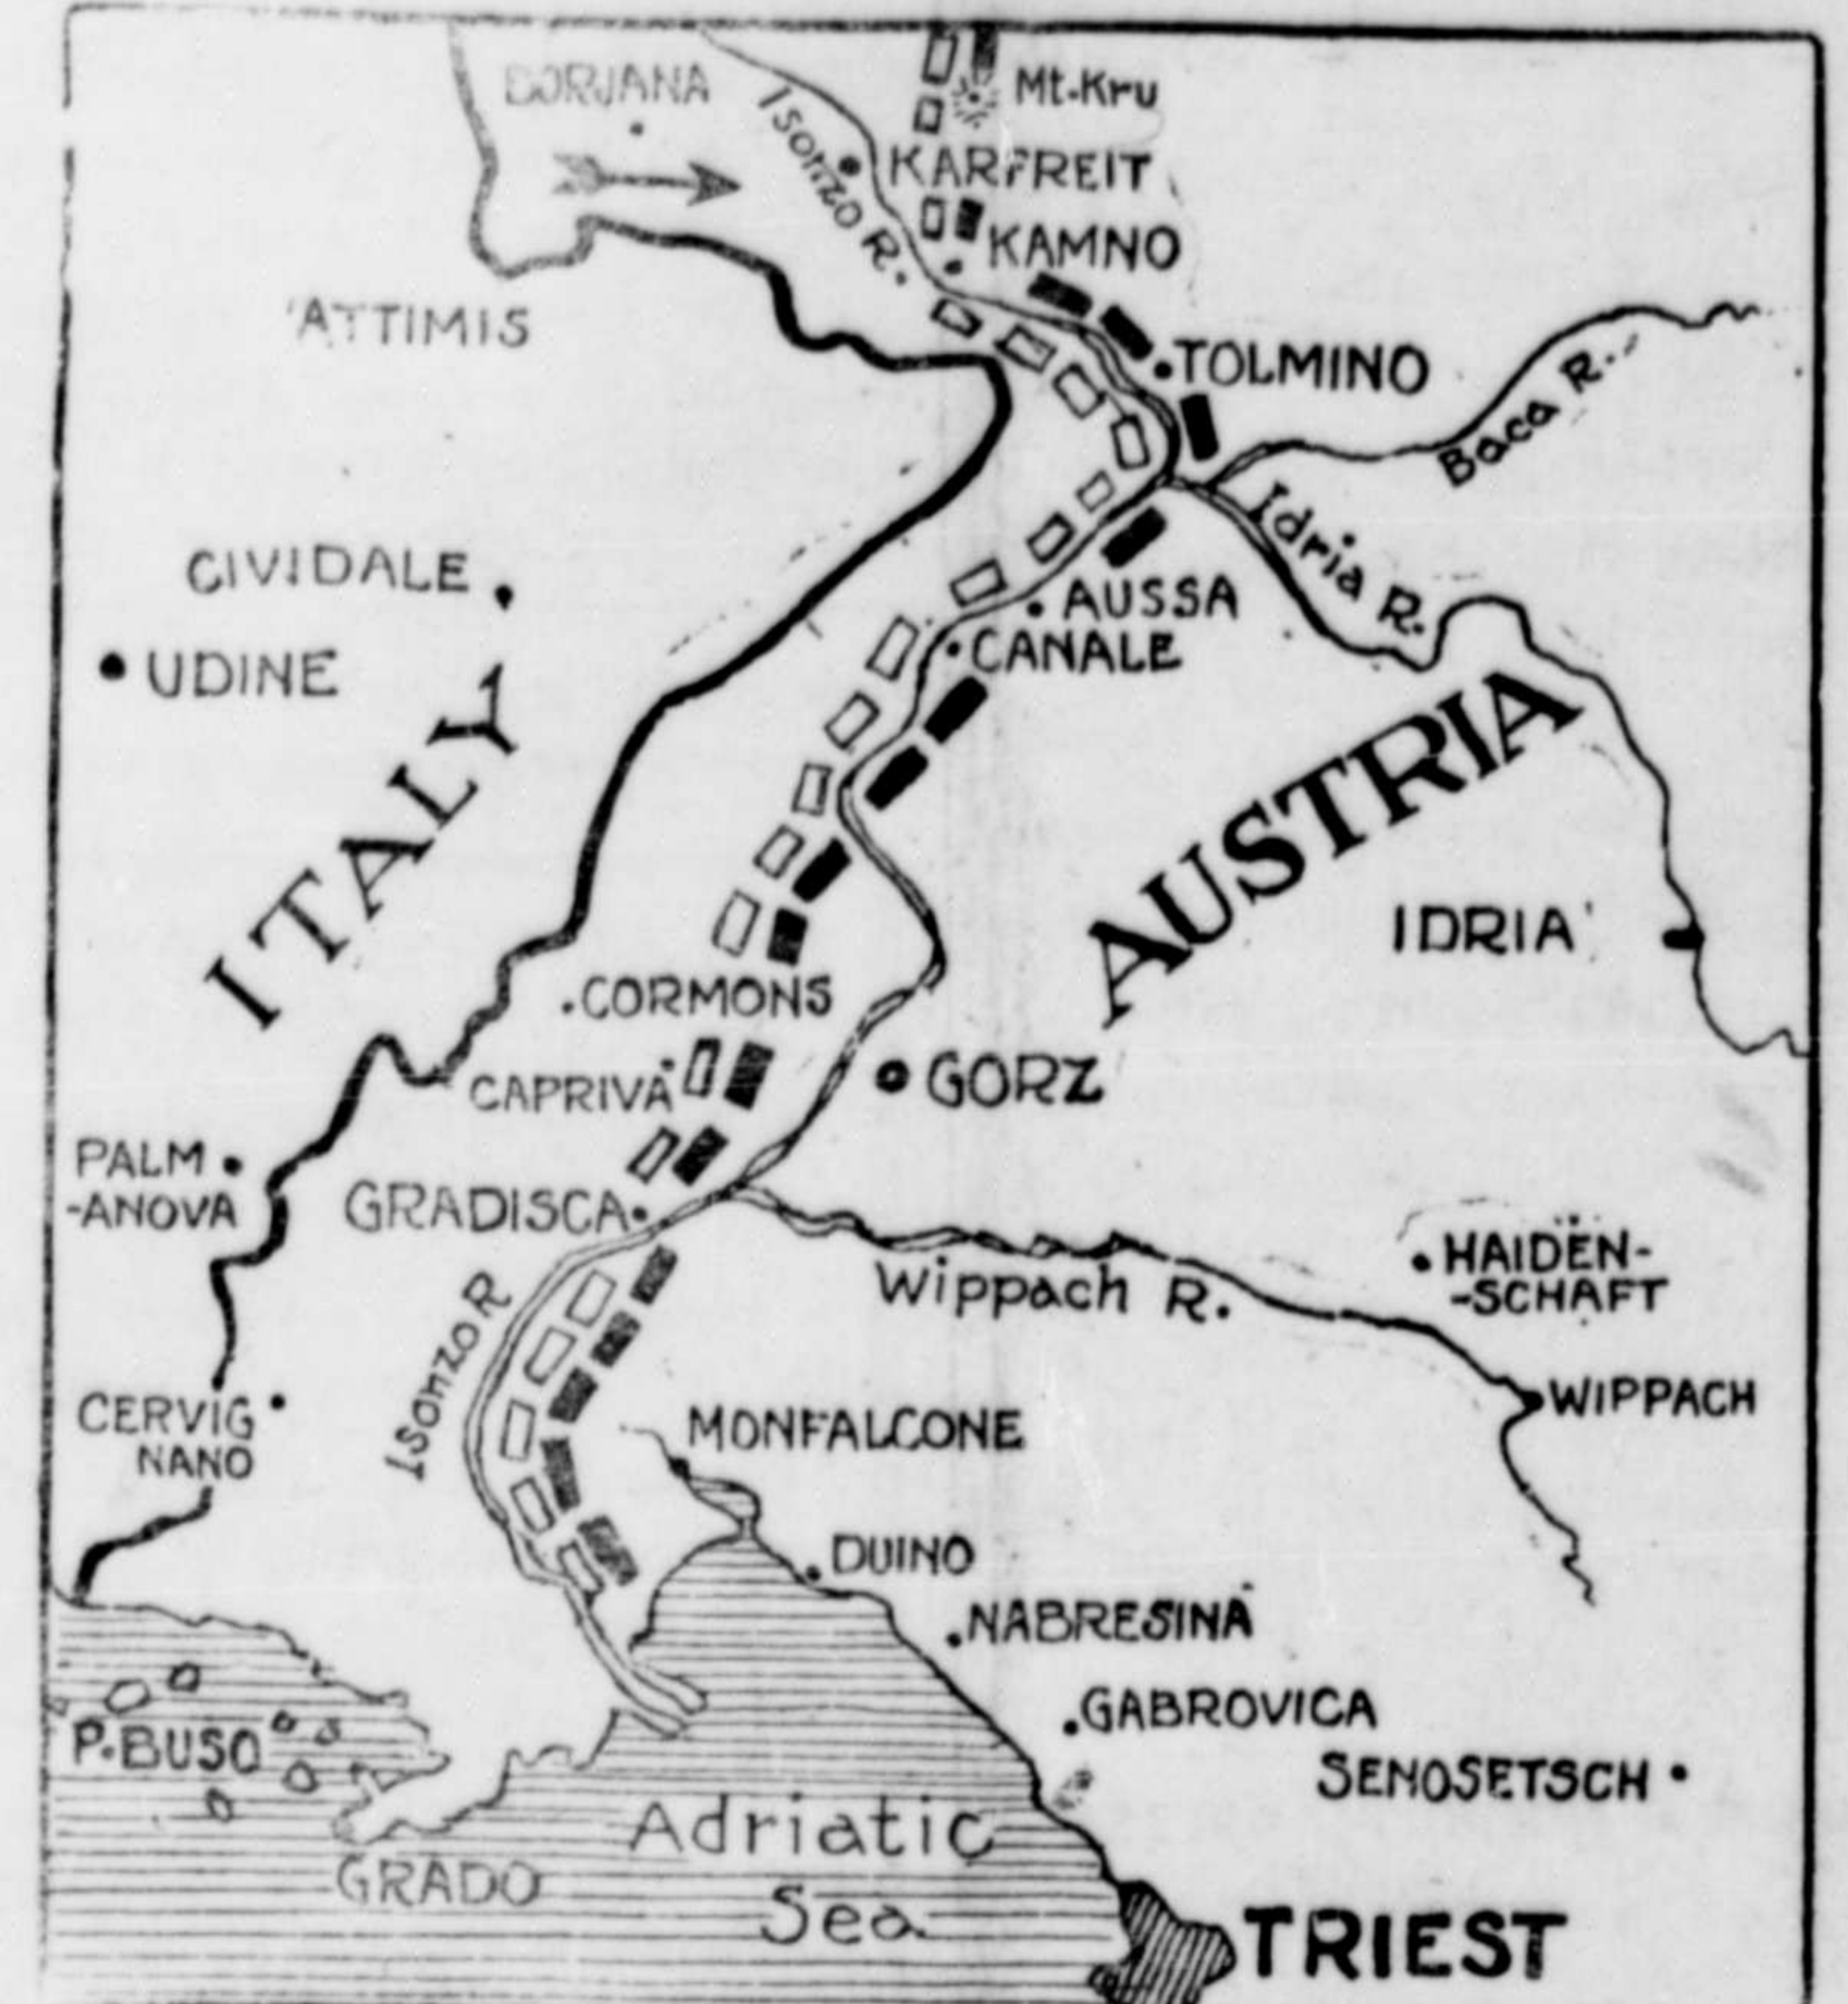 BORJANA
Mt. Kru
Isonzo R.
KARFREIT
KAMNO
ATTIMIS
TOLMINO
Baca R.
Idria R.
CIVIDALE
AUSSA
CANALE
UDINE
ITALY
AUSTRIA
IDRIA
CORMONS
CAPRIVA
GORZ
PALM
-ANOVA
GRADISCA
Wippach R.
HAIDEN-
-SCHAFT
Isonzo R
WIPPACH
CERVIG
NANO
MONFALCONE
DUINO
NABRESINA
GABROVICA
P. BUSO
SENOSETSCH
Adriatic
Sea
GRADO
TRIEST